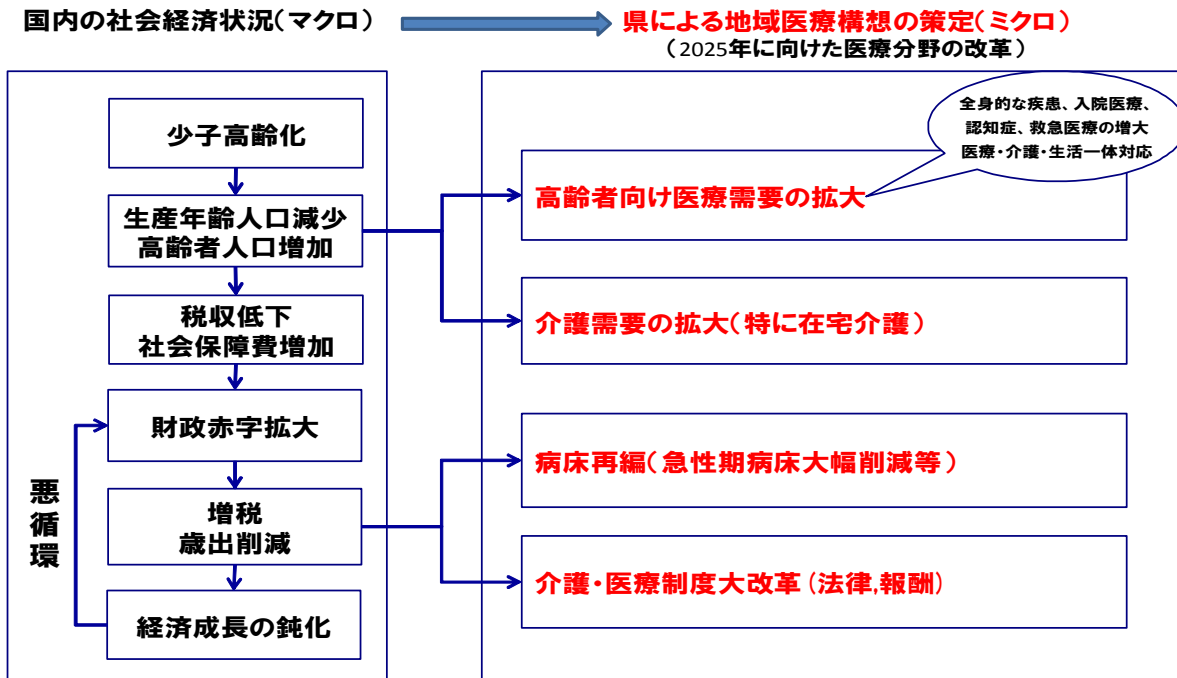 国内の社会経済状況（マクロ）
県による地域医療構想の策定（ミクロ）
（2025年に向けた医療分野の改革）
少子高齢化
生産年齢人口減少
高齢者人口増加
税収低下
社会保障費増加
財政赤字拡大
増税
歳出削減
経済成長の鈍化
悪循環
全身的な疾患、入院医療、
認知症、救急医療の増大
医療・介護・生活一体対応
高齢者向け医療需要の拡大
介護需要の拡大（特に在宅介護）
病床再編（急性期病床大幅削減等）
介護・医療制度大改革（法律,報酬）